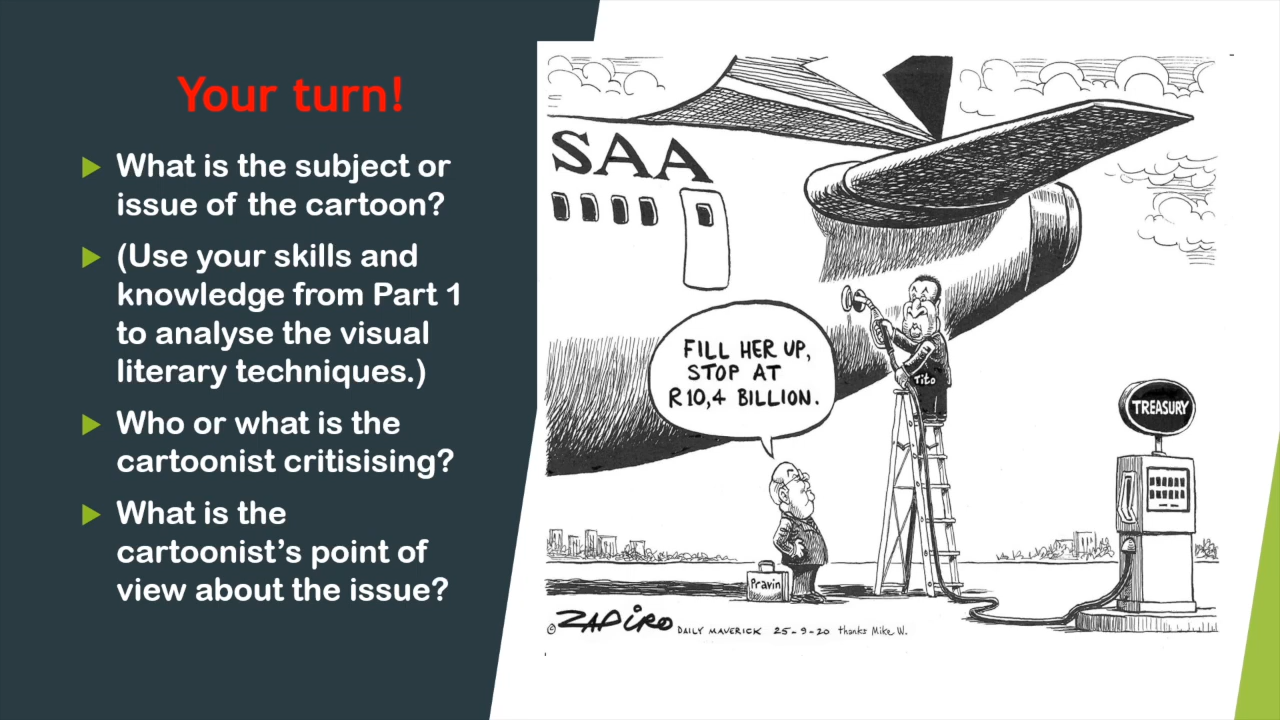 Your turn!
What is the subject or
issue of the cartoon?
(Use your skills and
knowledge from Part 1
to analyse the visual
literary techniques.)
Who or what is the
cartoonist critisising?
What is the
cartoonist's point of
view about the issue?
SAA
FILL HER UP,
STOP AT
R10,4 BILLION.
Tito
TREASURY
Pravin
© ZAPIRO DAILY MAVERICK 25-9-20 thanks Mike W.